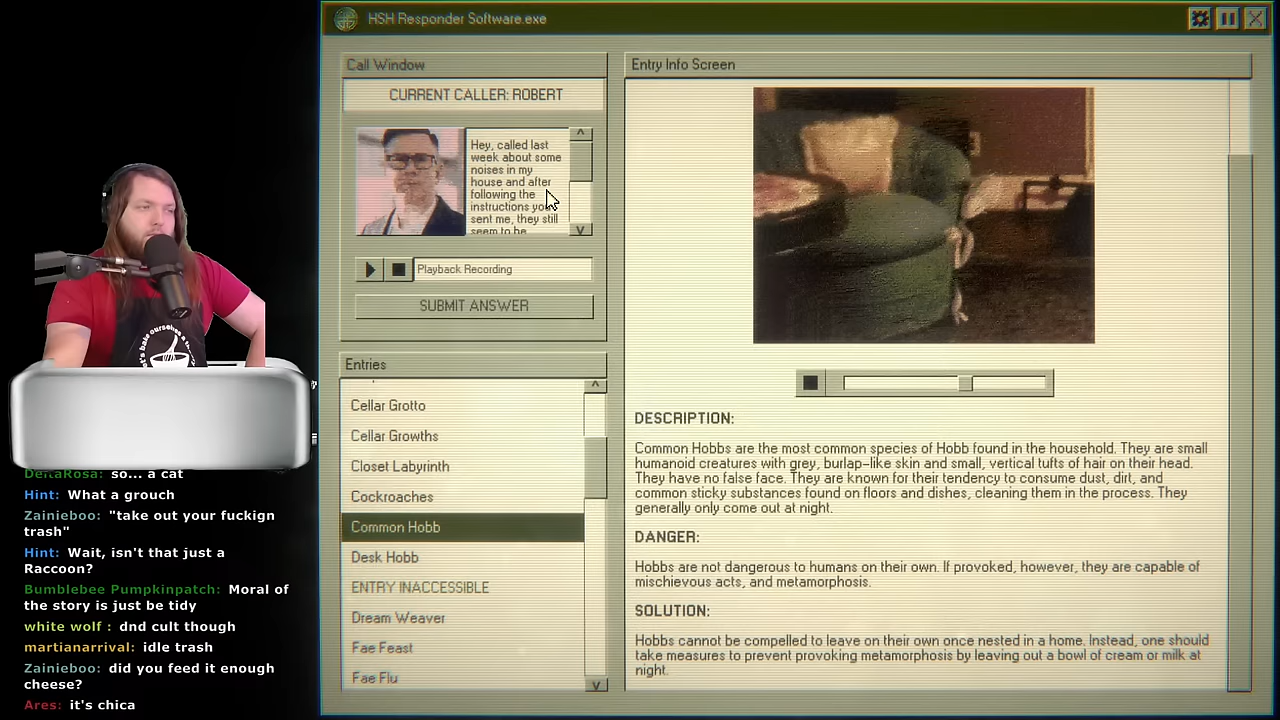 HSH Responder Software.exe
Call Window
CURRENT CALLER: ROBERT
Hey, called last
week about some
noises in my
house and after
following the
instructions you
sent me, they still
seem to be
Playback Recording
SUBMIT ANSWER
Entries
Cellar Grotto
Cellar Growths
Closet Labyrinth
Cockroaches
Common Hobb
Desk Hobb
ENTRY INACCESSIBLE
Dream Weaver
Fae Feast
Fae Flu
Entry Info Screen
DESCRIPTION:
Common Hobbs are the most common species of Hobb found in the household. They are small
humanoid creatures with grey, burlap-like skin and small, vertical tufts of hair on their head.
They have no false face. They are known for their tendency to consume dust, dirt, and
common sticky substances found on floors and dishes, cleaning them in the process. They
generally only come out at night.
DANGER:
Hobbs are not dangerous to humans on their own. If provoked, however, they are capable of
mischievous acts, and metamorphosis.
SOLUTION:
Hobbs cannot be compelled to leave on their own once nested in a home. Instead, one should
take measures to prevent provoking metamorphosis by leaving out a bowl of cream or milk at
night.
DeltaRosa: so... a cat
Hint: What a grouch
Zainieboo: "take out your fuckign
trash"
Hint: Wait, isn't that just a
Raccoon?
Bumblebee Pumpkinpatch: Moral of
the story is just be tidy
white wolf : dnd cult though
martianarrival: idle trash
Zainieboo: did you feed it enough
cheese?
Ares: it's chica